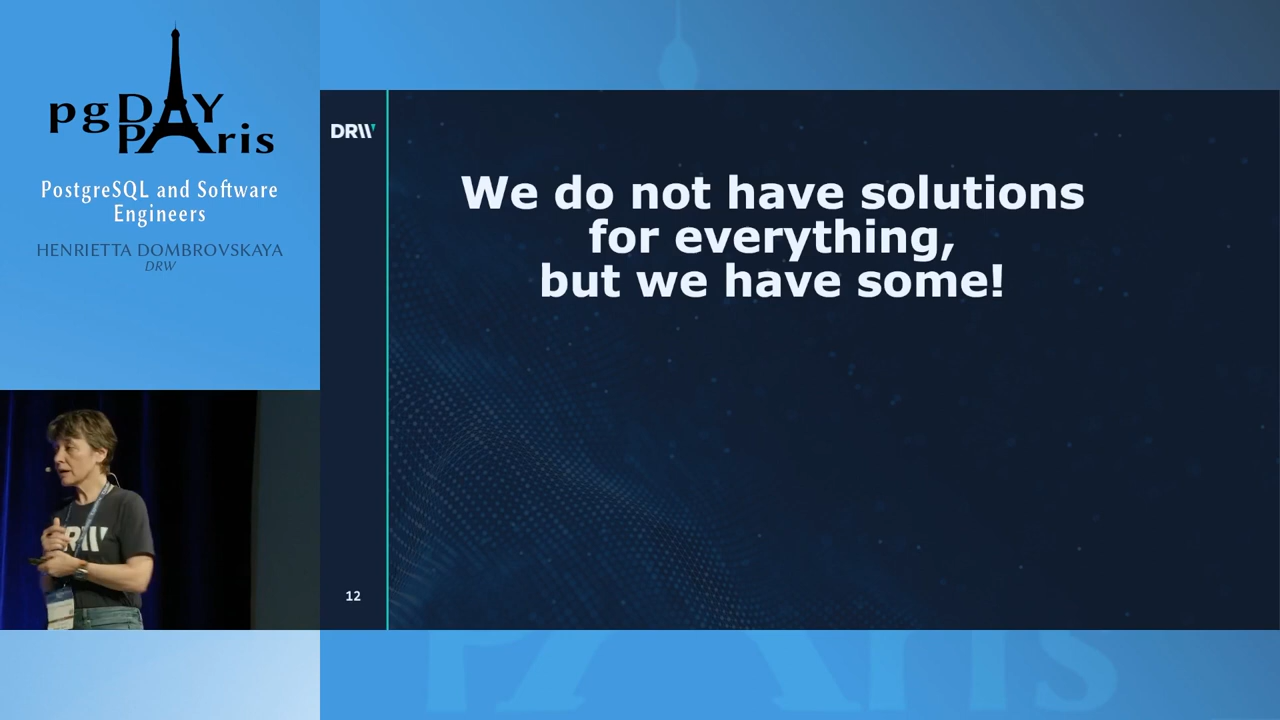 pgDAY
PAris
PostgreSQL and Software
Engineers
HENRIETTA DOMBROVSKAYA
DRW
DRW
We do not have solutions
for everything,
but we have some!
12
DRW